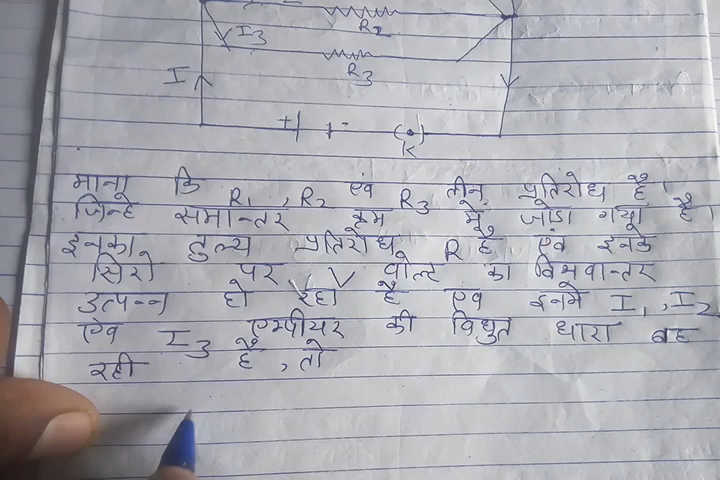 R2
I3
R3
I
+ -
K
माना कि R1, R2 एवं R3 तीन प्रतिरोध है।
जिन्हे समान्तर क्रम में जोडा गया है।
इनका तुल्य प्रतिरोध R है, एवं इनके
सिरो पर V वोल्ट का विभवान्तर
उत्पन्न हो रहा है एवं इनमें I1, I2
एवं I3 एम्पीयर की विधुत धारा बह
रही है, तो